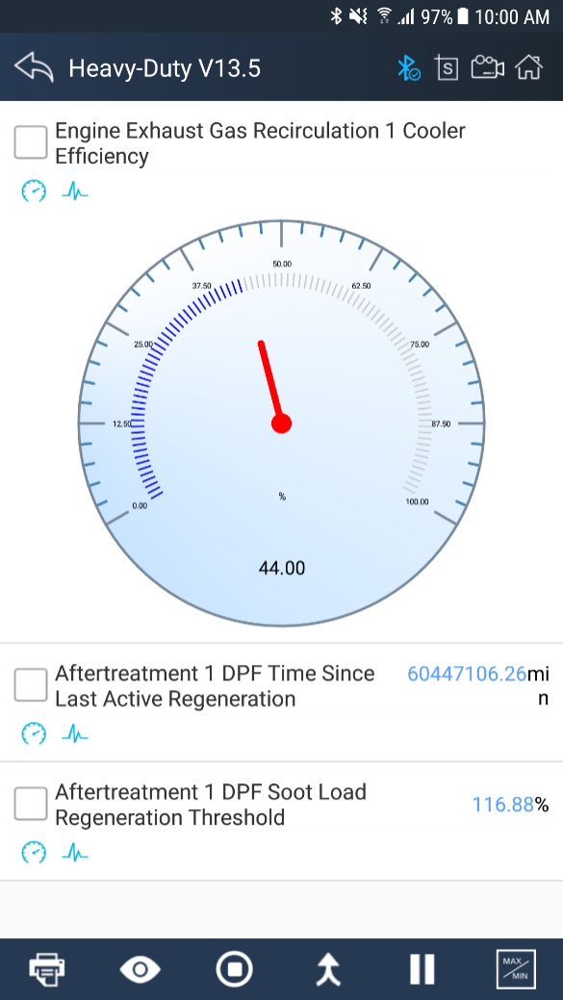 97% 10:00 AM
Heavy-Duty V13.5
S
Engine Exhaust Gas Recirculation 1 Cooler
Efficiency
50.00
37.50
62.50
25.00
75.00
12.50
87.50
0.00
100.00
%
44.00
Aftertreatment 1 DPF Time Since
Last Active Regeneration
60447106.26mi
n
Aftertreatment 1 DPF Soot Load
Regeneration Threshold
116.88%
MAX
MIN